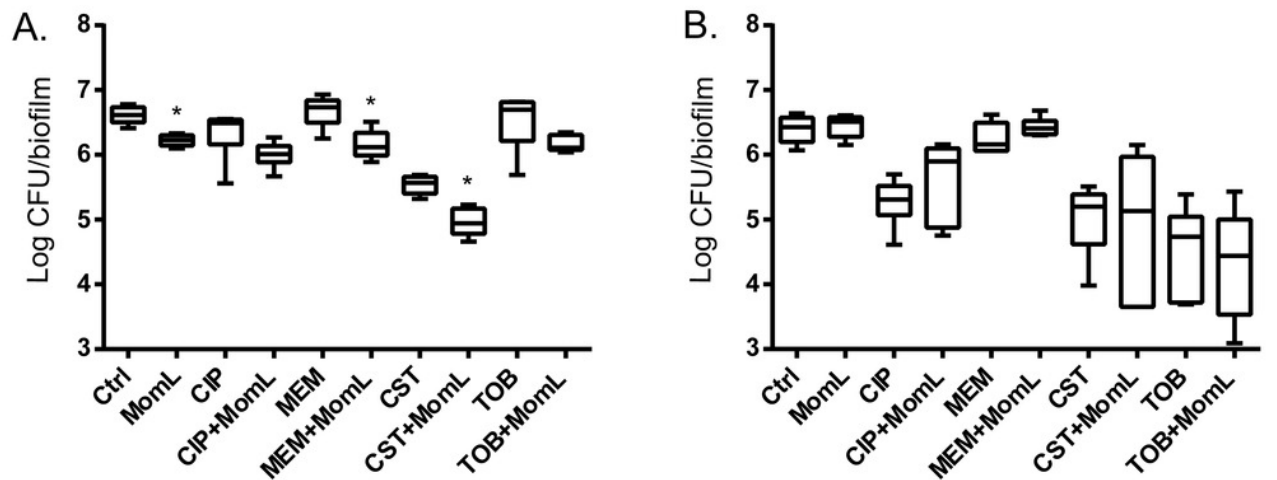 A.
Log CFU/biofilm
8
7
6
5
4
3
*
*
*
Ctrl
MomL
CIP
CIP+MomL
MEM
MEM+MomL
CST
CST+MomL
TOB
TOB+MomL
B.
Log CFU/biofilm
8
7
6
5
4
3
Ctrl
MomL
CIP
CIP+MomL
MEM
MEM+MomL
CST
CST+MomL
TOB
TOB+MomL